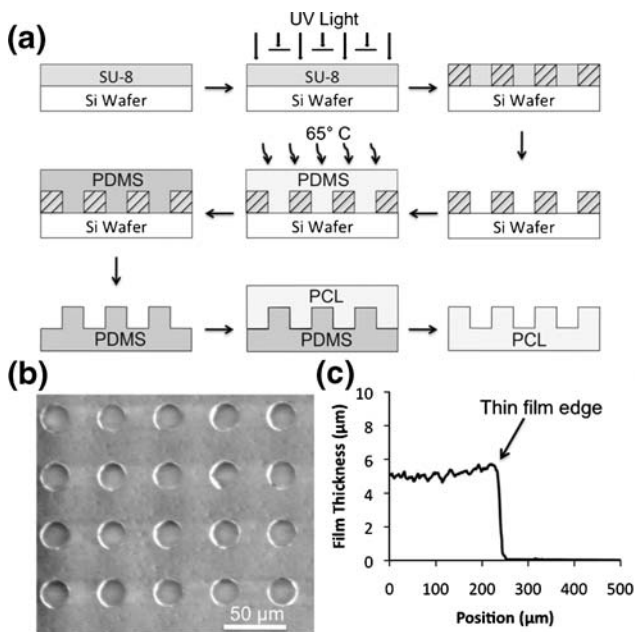 (a)
UV Light
SU-8
Si Wafer
SU-8
Si Wafer
Si Wafer
65° C
PDMS
Si Wafer
PDMS
Si Wafer
Si Wafer
PDMS
PCL
PDMS
PCL
(b)
50 µm
(c)
Thin film edge
Film Thickness (µm)
10
8
6
4
2
0
0 100 200 300 400 500
Position (µm)